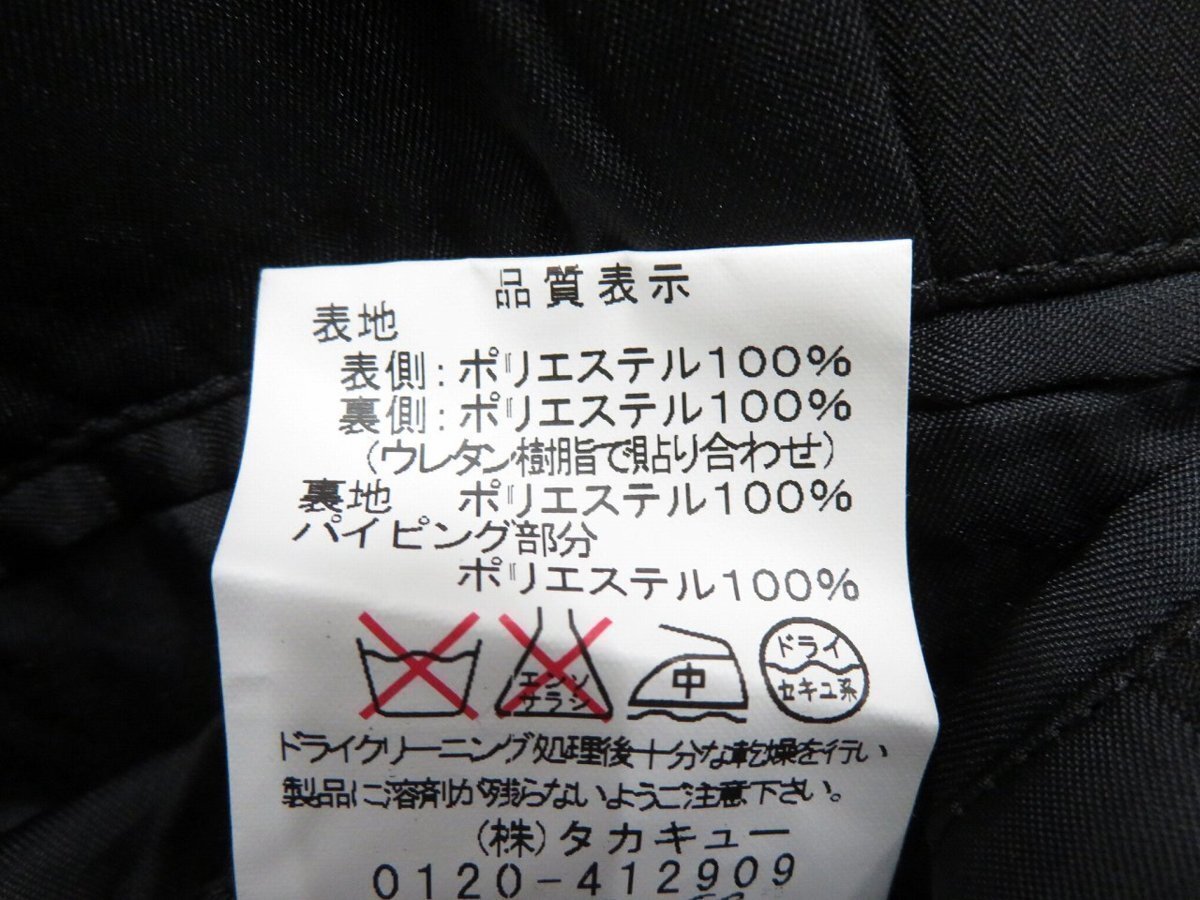 品質表示
表地
表側：ポリエステル100％
裏側：ポリエステル100％
（ウレタン樹脂で貼り合わせ）
裏地 ポリエステル100％
パイピング部分
ポリエステル100％
エンソ
サラシ
中
ドライ
セキユ系
ドライクリーニング処理後十分な乾燥を行い
製品に溶剤が残らないようご注意下さい。
（株）タカキュー
0120-412909